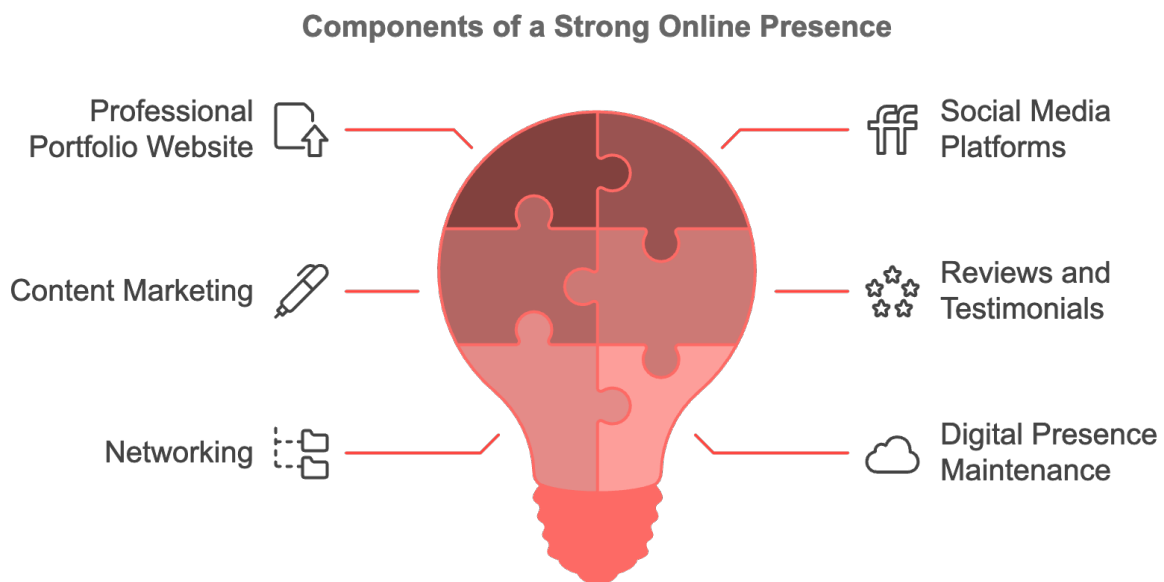 Components of a Strong Online Presence
Professional
Portfolio Website
Social Media
Platforms
Content Marketing
Reviews and
Testimonials
Networking
Digital Presence
Maintenance